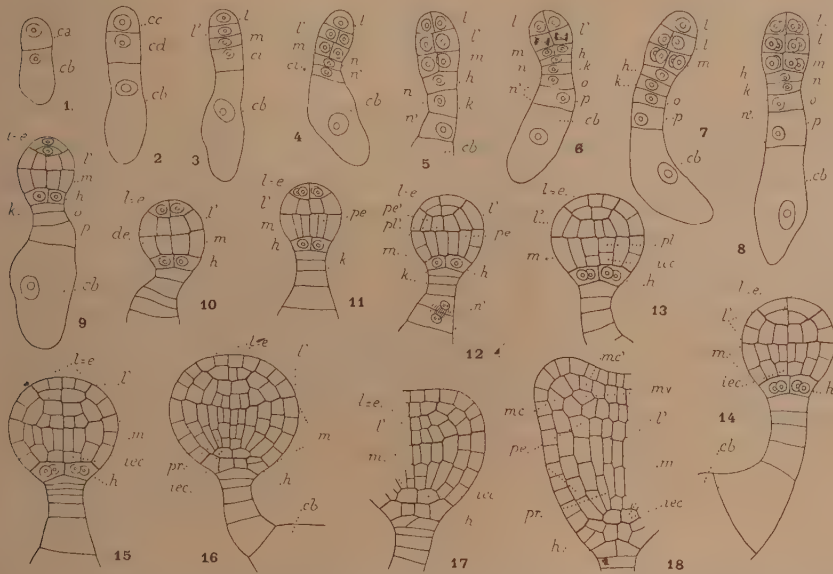 ca
cb
1.
cc
cd
cb
2
l
l'
m
ci
cb
3
l
l'
m
n
ci
n'
cb
4
l
l'
m
h
n
k
n'
cb
5
l
l'
m
h
k
n
o
n'
p
cb
6
l
l
m
h
k
o
p
cb
7
l
l
m
h
n
k
o
n'
p
cb
8
l=e
l'
m
h
k
o
p
cb
9
l=e
l'
de
m
h
10
l=e
l'
pe
m
h
k
11
l=e
pe'
l'
pl'
pe
m
k
h
n'
12
l=e.
l'
pl
m
iec
h
13
l=e.
l'
m
iec
h
14
cb
l=e
l'
m
iec
h
15
l=e
l'
m
pr
h
iec
cb
16
l=e.
l'
m
iec
h
17
mc'
mv
mc
l'
pe
m
iec
pr.
h
18